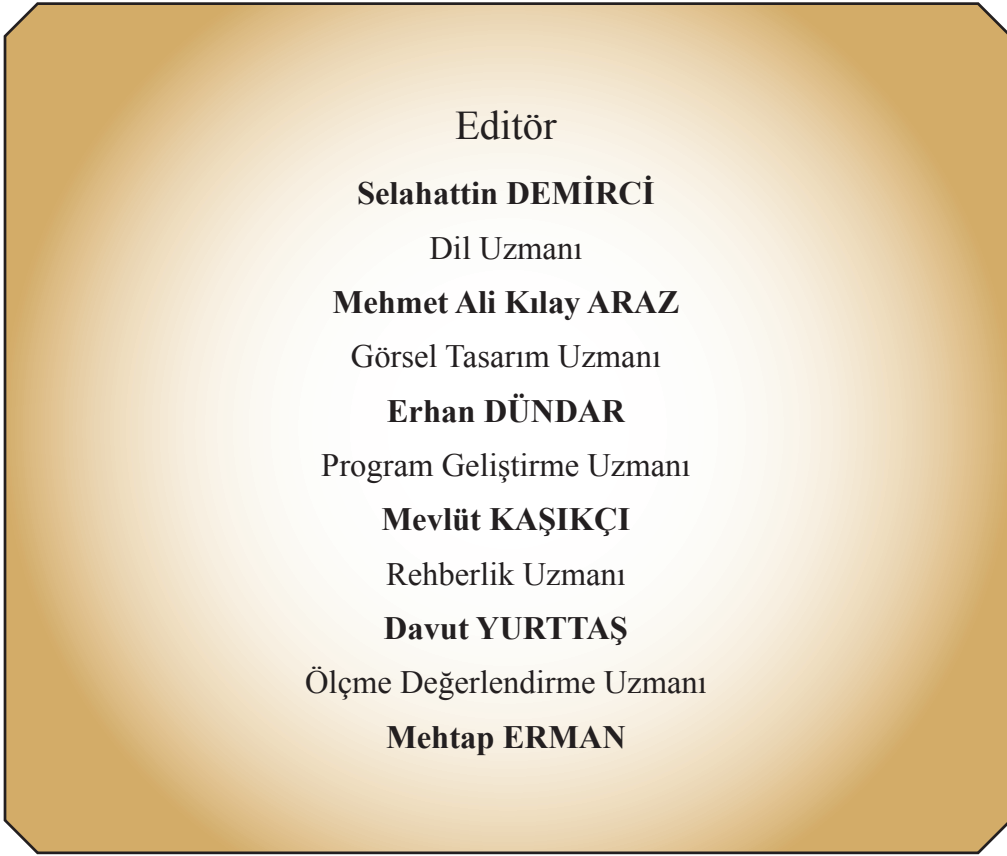 Editör
Selahattin DEMİRCİ
Dil Uzmanı
Mehmet Ali Kılay ARAZ
Görsel Tasarım Uzmanı
Erhan DÜNDAR
Program Geliştirme Uzmanı
Mevlüt KAŞIKÇI
Rehberlik Uzmanı
Davut YURTTAŞ
Ölçme Değerlendirme Uzmanı
Mehtap ERMAN